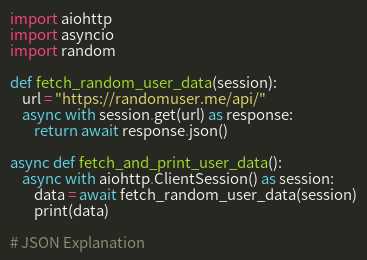 import aiohttp
import asyncio
import random

def fetch_random_user_data(session):
    url = "https://randomuser.me/api/"
    async with session.get(url) as response:
        return await response.json()

async def fetch_and_print_user_data():
    async with aiohttp.ClientSession() as session:
        data = await fetch_random_user_data(session)
        print(data)

# JSON Explanation